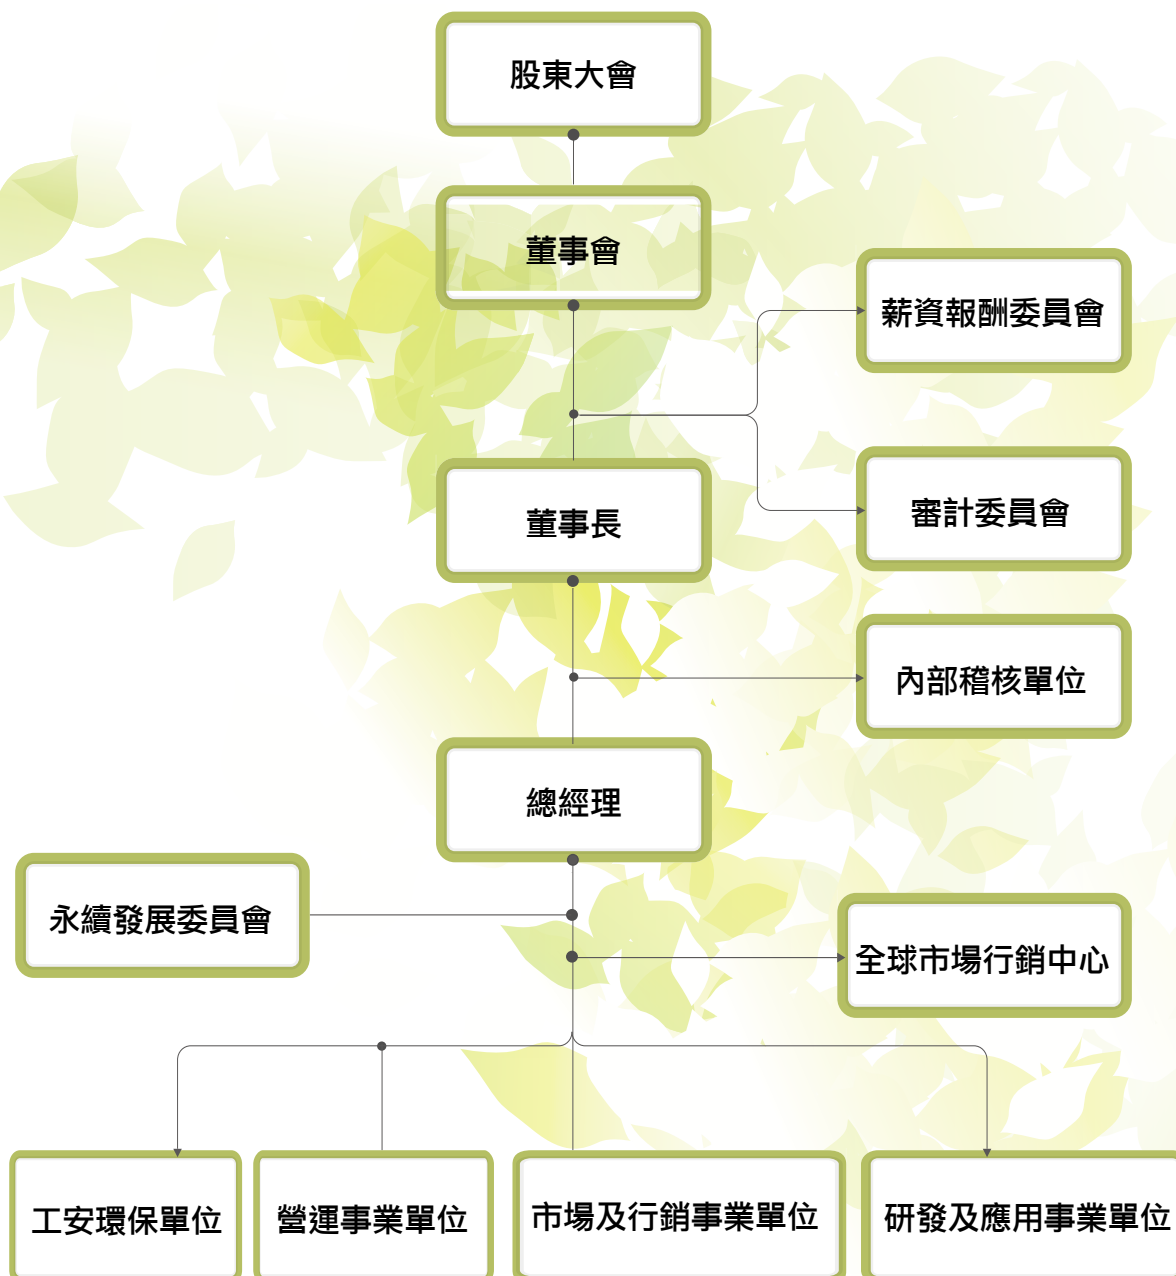 股東大會
董事會
薪資報酬委員會
審計委員會
董事長
內部稽核單位
總經理
永續發展委員會
全球市場行銷中心
工安環保單位
營運事業單位
市場及行銷事業單位
研發及應用事業單位